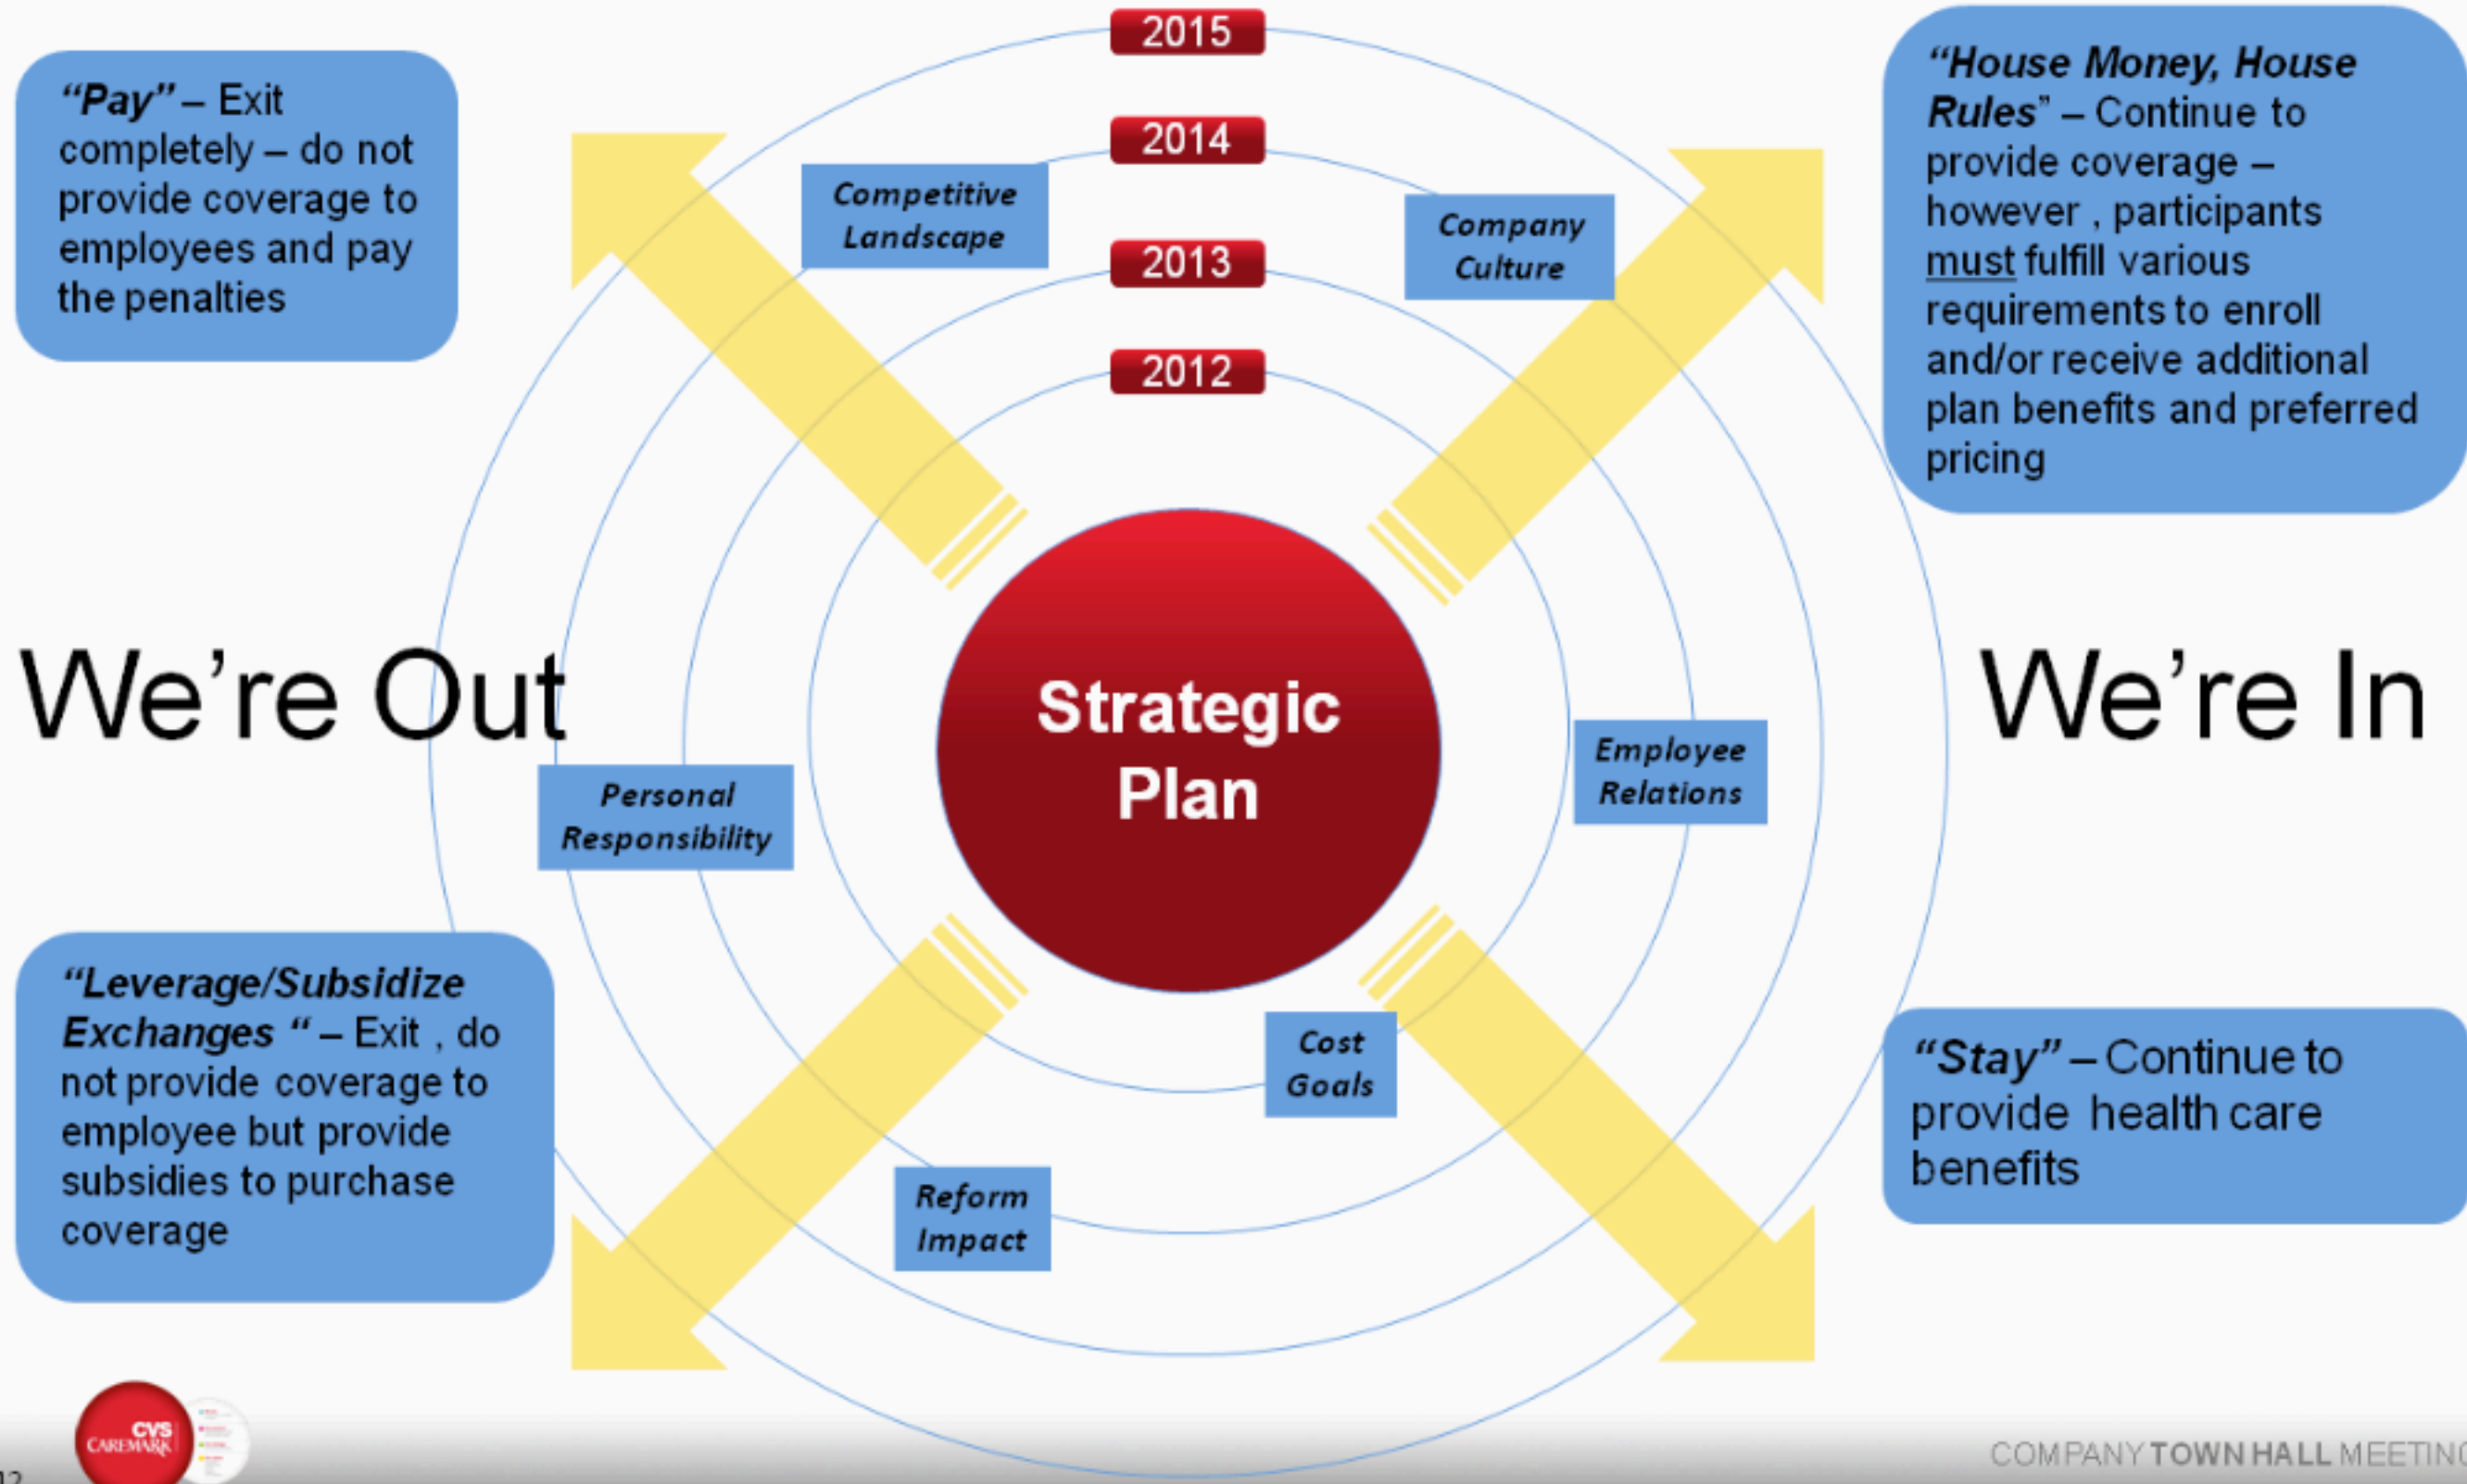 2015
“Pay” – Exit
completely – do not
provide coverage to
employees and pay
the penalties
“House Money, House
Rules” – Continue to
provide coverage –
however , participants
must fulfill various
requirements to enroll
and/or receive additional
plan benefits and preferred
pricing
2014
Competitive
Landscape
Company
Culture
2013
2012
We’re Out
Strategic
Plan
We’re In
Employee
Relations
Personal
Responsibility
“Leverage/Subsidize
Exchanges “ – Exit , do
not provide coverage to
employee but provide
subsidies to purchase
coverage
Cost
Goals
“Stay” – Continue to
provide health care
benefits
Reform
Impact
CVS
CAREMARK
COMPANY TOWN HALL MEETING